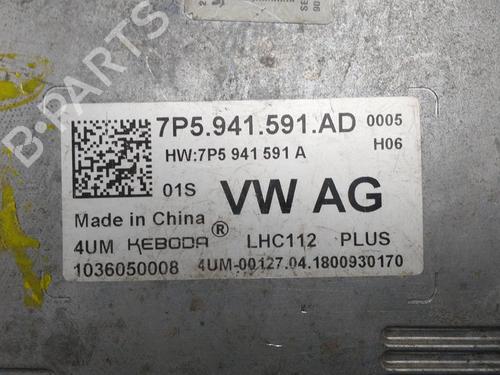 7P5.941.591.AD 0005
HW:7P5 941 591 A H06
01S VW AG
Made in China ®
4UM KEBODA LHC112 PLUS
1036050008 4UM-00127.04.1800930170
B-PARTS